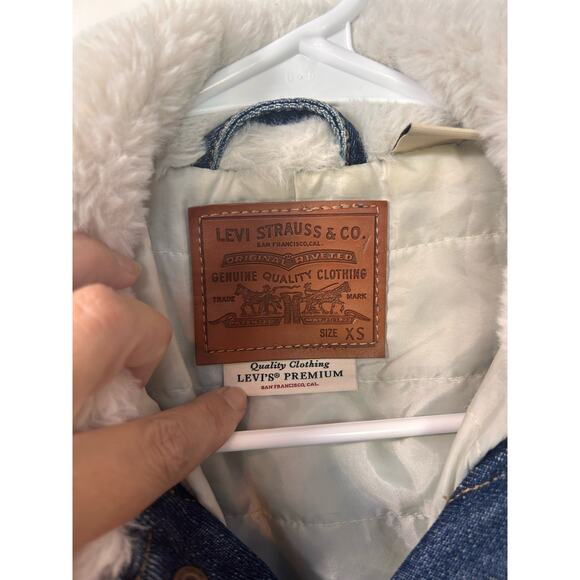 LEVI STRAUSS & CO.
SAN FRANCISCO, CAL.
ORIGINAL RIVETED
GENUINE QUALITY CLOTHING
TRADE MARK
SIZE XS
Quality Clothing
LEVI'S® PREMIUM
SAN FRANCISCO, CAL.